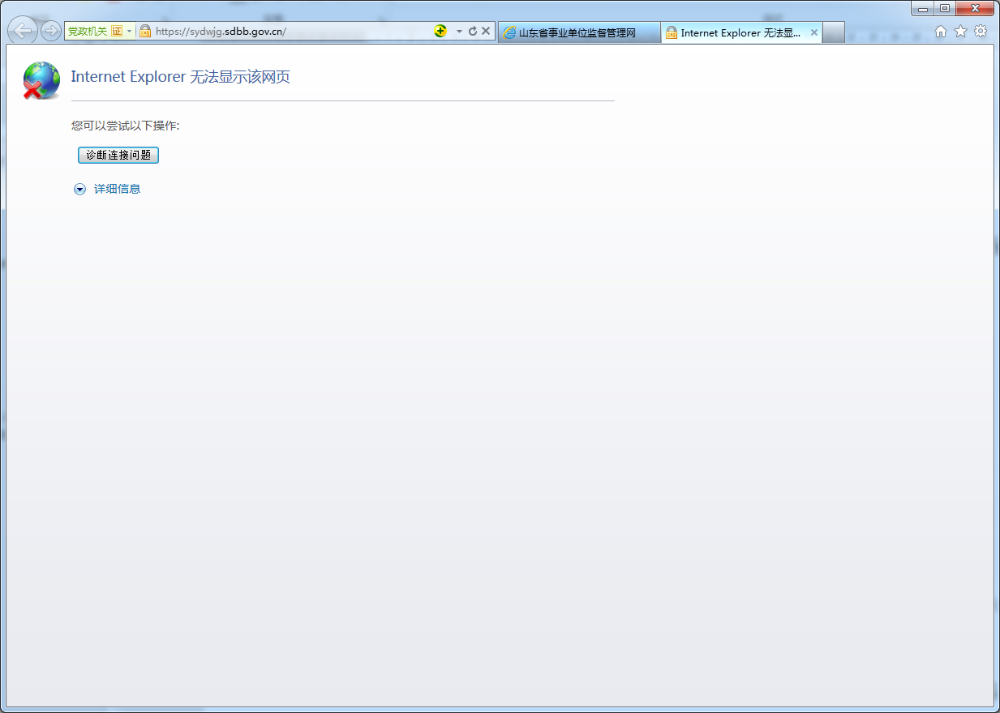 党政机关 证 https://sydwjg.sdbb.gov.cn/ 山东省事业单位监督管理网 Internet Explorer 无法显...
Internet Explorer 无法显示该网页
您可以尝试以下操作:
诊断连接问题
详细信息